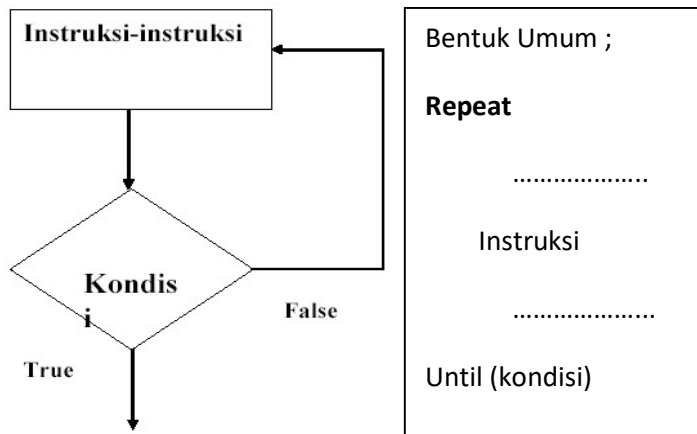 Instruksi-instruksi
Kondis
i
False
True
Bentuk Umum ;
Repeat
………………..
Instruksi
…………………
Until (kondisi)